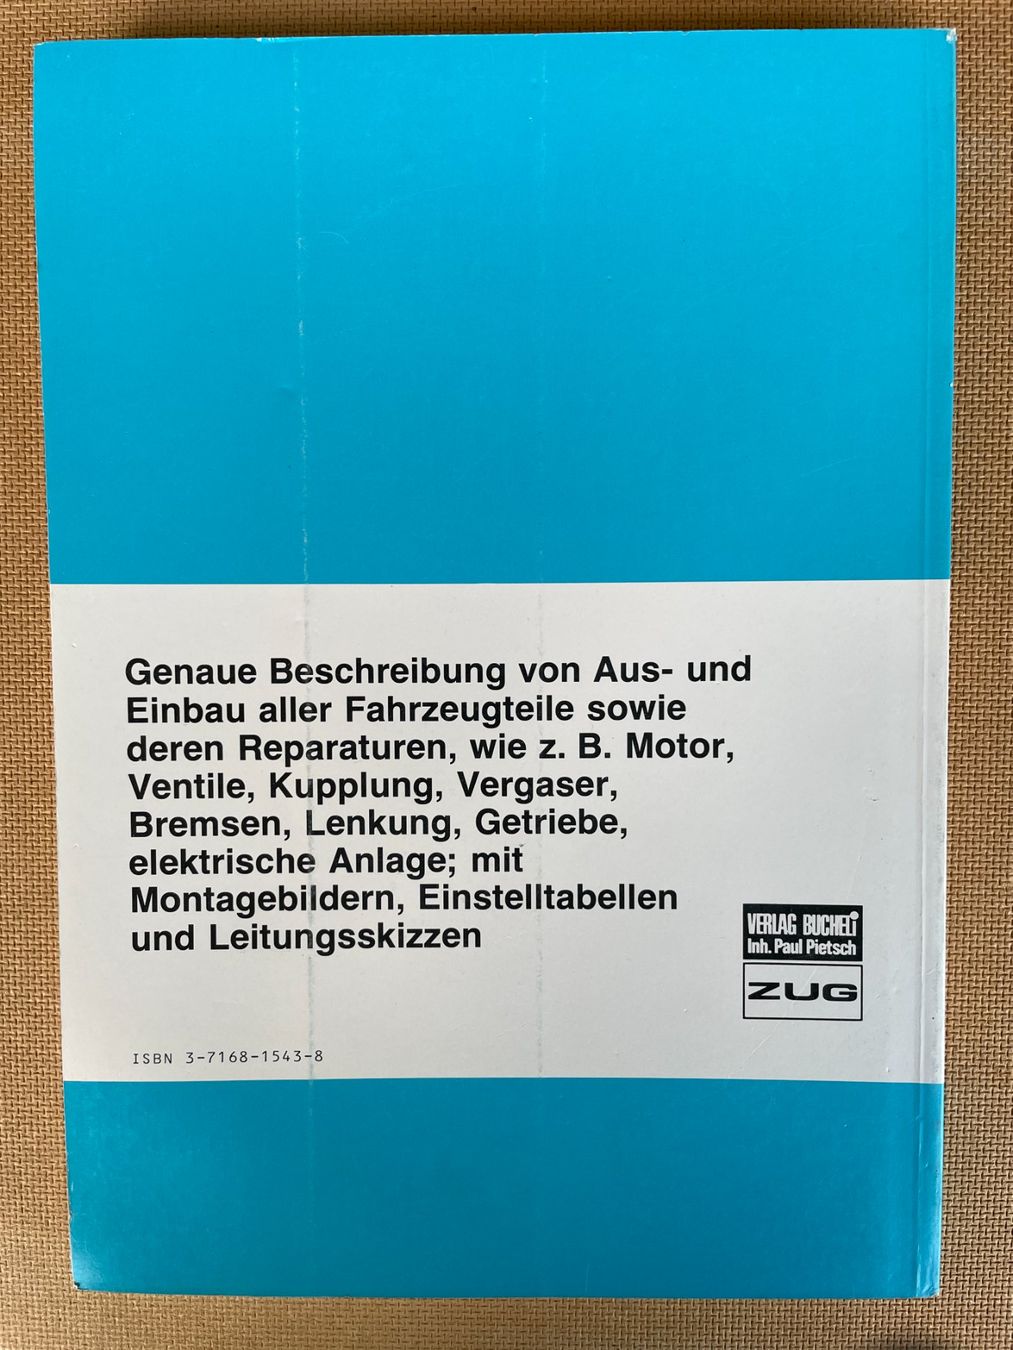 Genaue Beschreibung von Aus- und
Einbau aller Fahrzeugteile sowie
deren Reparaturen, wie z. B. Motor,
Ventile, Kupplung, Vergaser,
Bremsen, Lenkung, Getriebe,
elektrische Anlage; mit
Montagebildern, Einstelltabellen
und Leitungsskizzen
VERLAG BUCHELi
Inh. Paul Pietsch
ZUG
ISBN 3-7168-1543-8